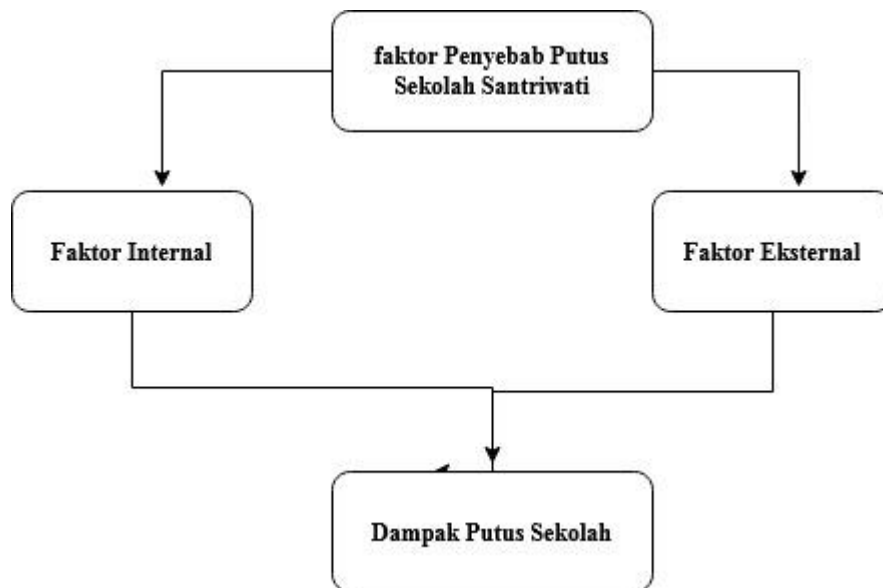 faktor Penyebab Putus
Sekolah Santriwati
Faktor Internal
Faktor Eksternal
Dampak Putus Sekolah